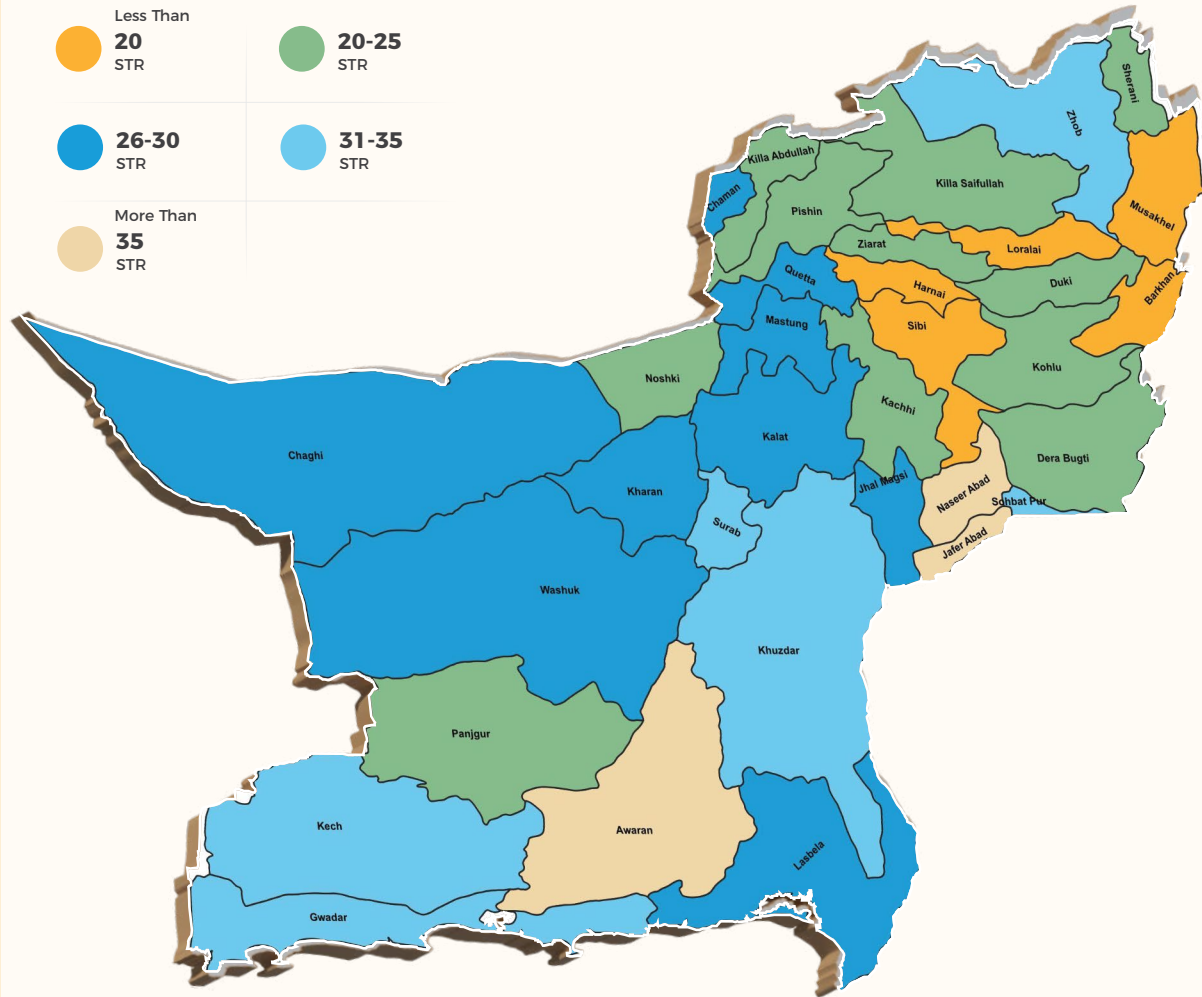 Less Than
20
STR
20-25
STR
26-30
STR
31-35
STR
More Than
35
STR
Sherani
Zhob
Killa Abdullah
Killa Saifullah
Chaman
Pishin
Musakhel
Ziarat
Loralai
Quetta
Harnai
Duki
Barkhan
Mastung
Sibi
Kohlu
Noshki
Kachhi
Kalat
Chaghi
Dera Bugti
Jhal Magsi
Kharan
Naseer Abad
Sohbat Pur
Surab
Jafer Abad
Washuk
Khuzdar
Panjgur
Kech
Awaran
Lasbela
Gwadar